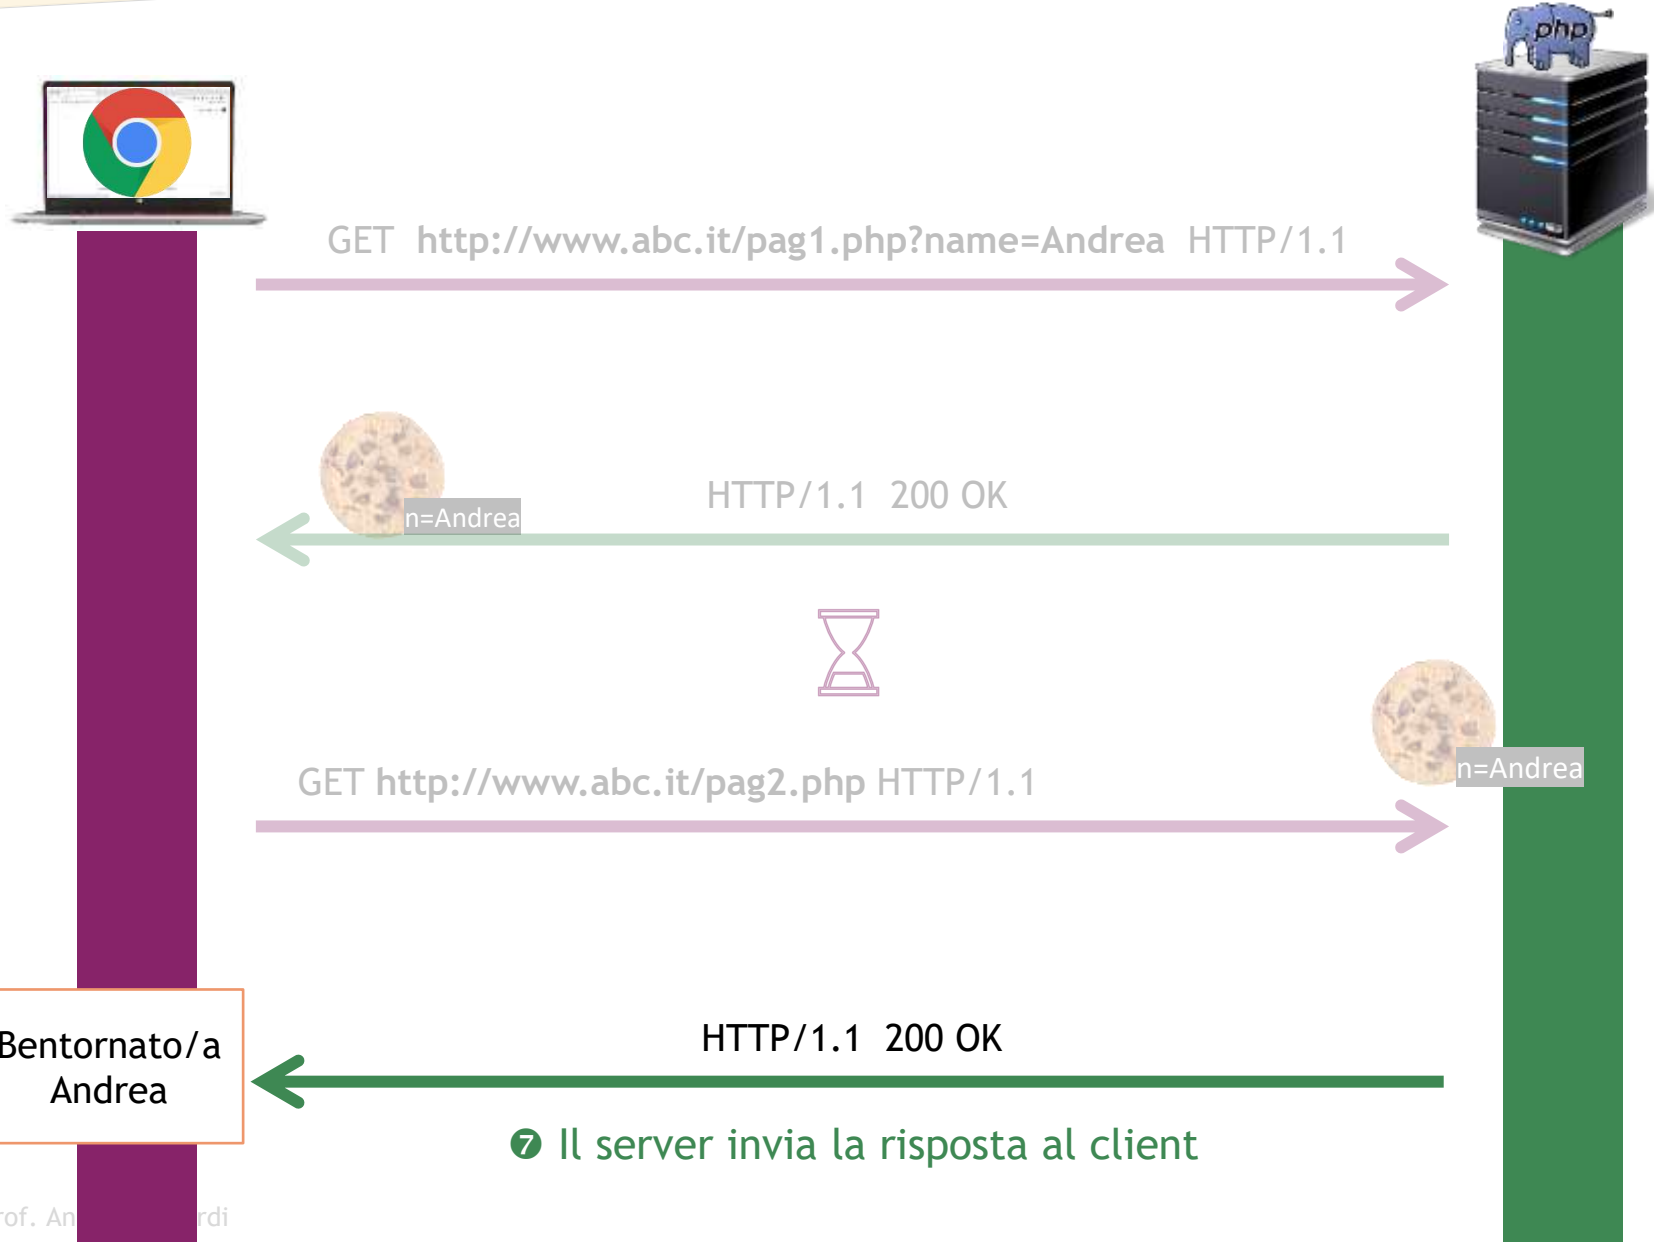 php
GET http://www.abc.it/pag1.php?name=Andrea HTTP/1.1
HTTP/1.1 200 OK
n=Andrea
n=Andrea
GET http://www.abc.it/pag2.php HTTP/1.1
HTTP/1.1 200 OK
Bentornato/a
Andrea
❼ Il server invia la risposta al client